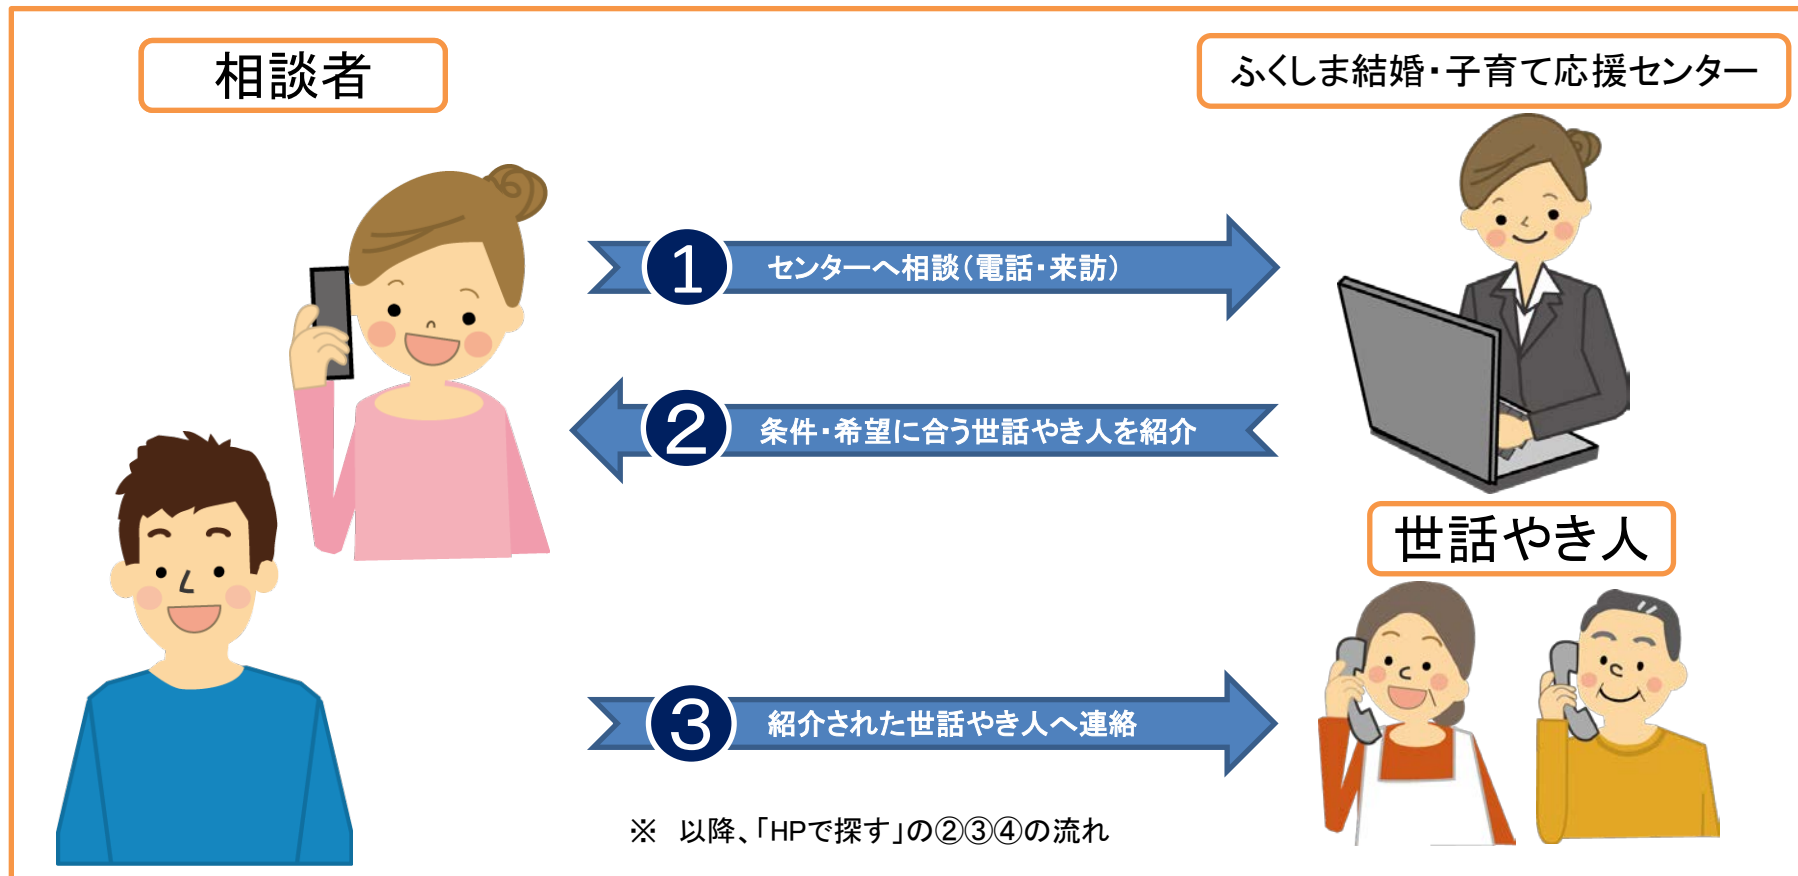 相談者
ふくしま結婚・子育て応援センター
1 センターへ相談(電話・来訪)
2 条件・希望に合う世話やき人を紹介
世話やき人
3 紹介された世話やき人へ連絡
※ 以降、「HPで探す」の②③④の流れ